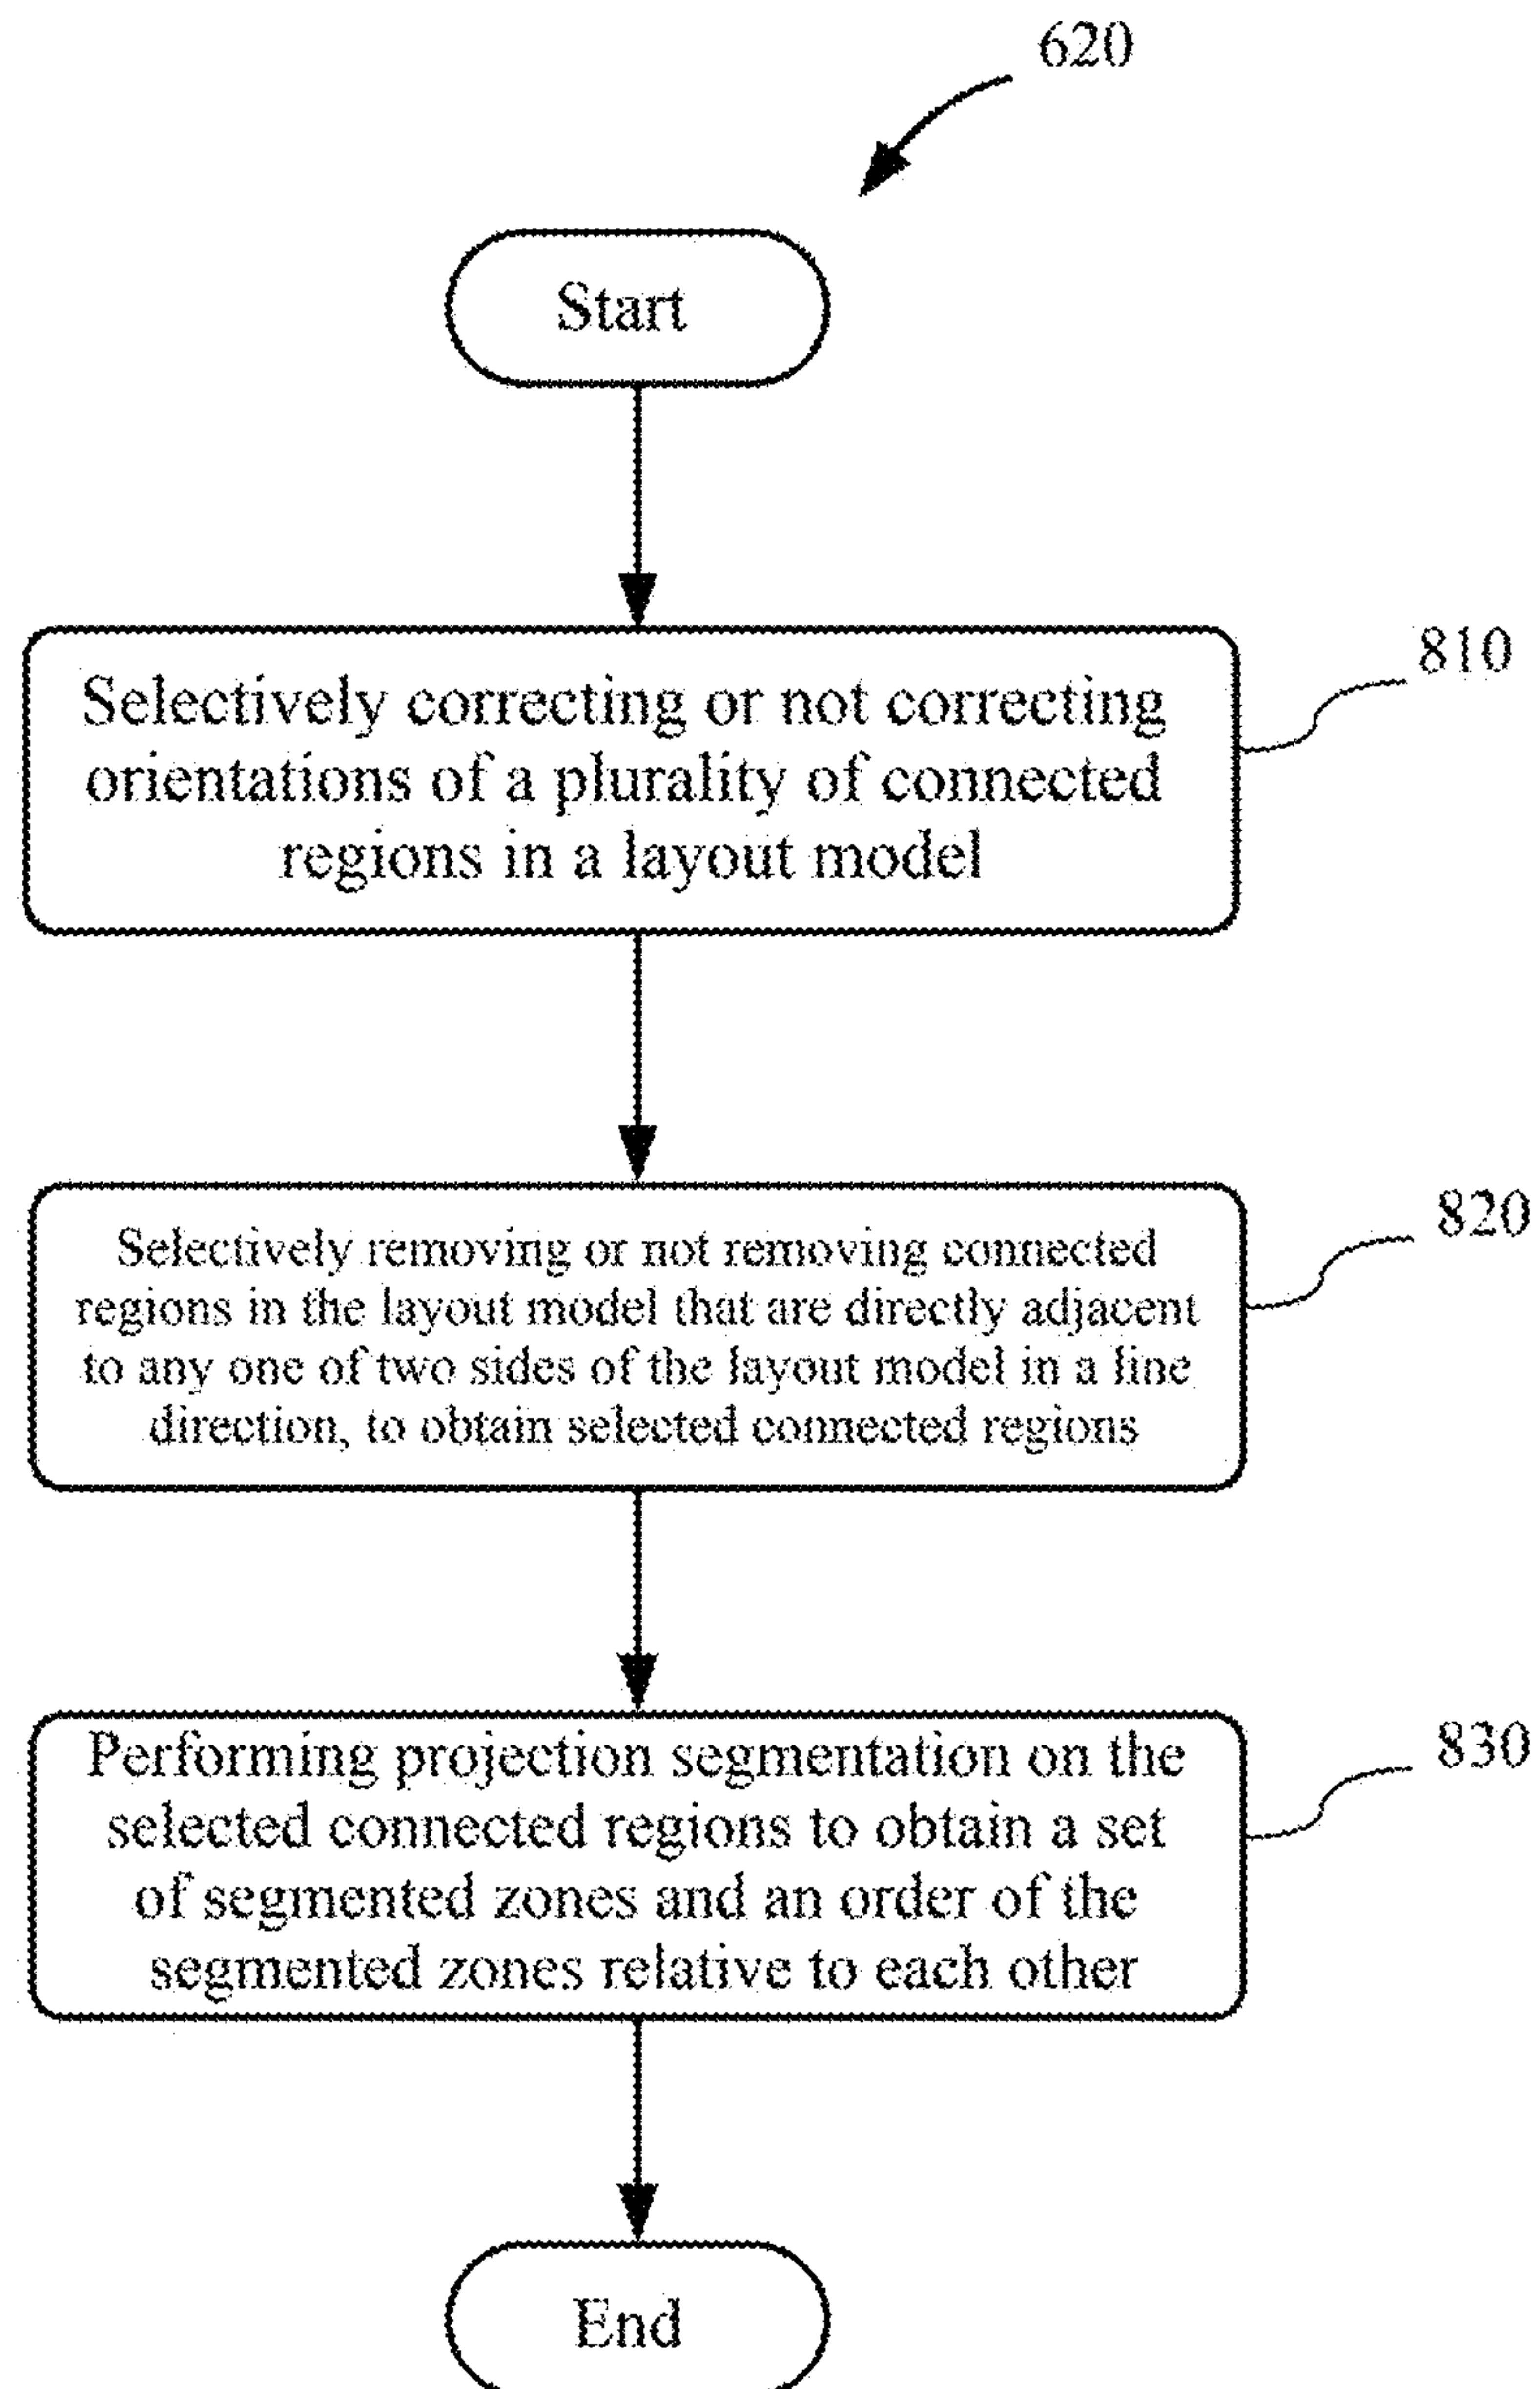 620
Start
810
Selectively correcting or not correcting
orientations of a plurality of connected
regions in a layout model
820
Selectively removing or not removing connected
regions in the layout model that are directly adjacent
to any one of two sides of the layout model in a line
direction, to obtain selected connected regions
830
Performing projection segmentation on the
selected connected regions to obtain a set
of segmented zones and an order of the
segmented zones relative to each other
End